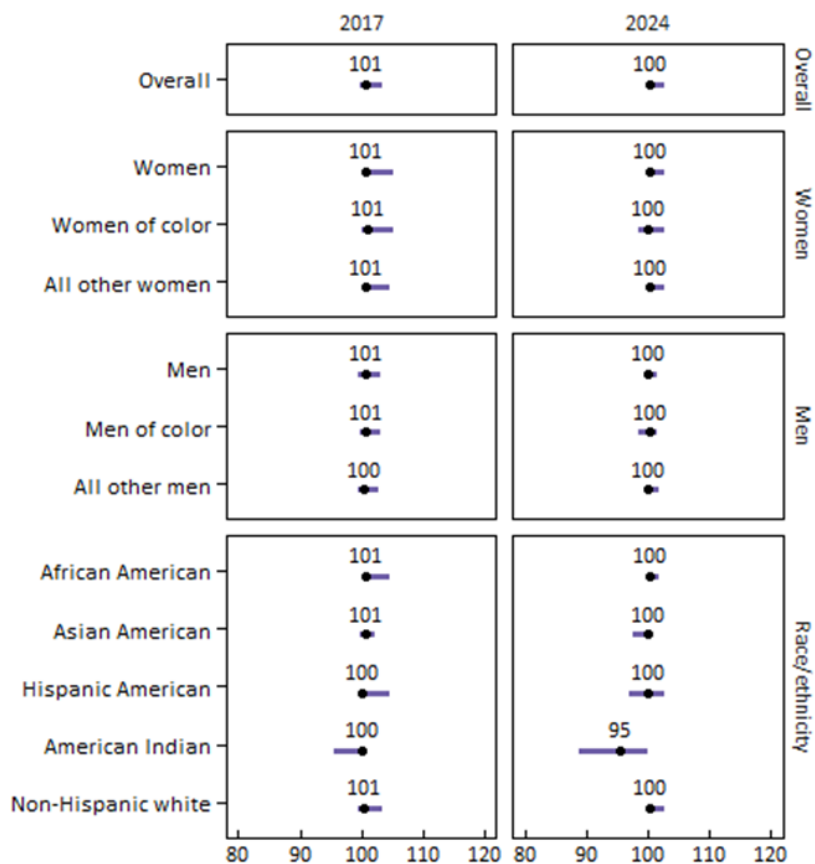 2017 2024
Overall 101 100 Overall
Women 101 100
Women of color 101 100 Women
All other women 101 100
Men 101 100
Men of color 101 100 Men
All other men 100 100
African American 101 100
Asian American 101 100
Hispanic American 100 100 Race/ethnicity
American Indian 100 95
Non-Hispanic white 101 100
80 90 100 110 120 80 90 100 110 120